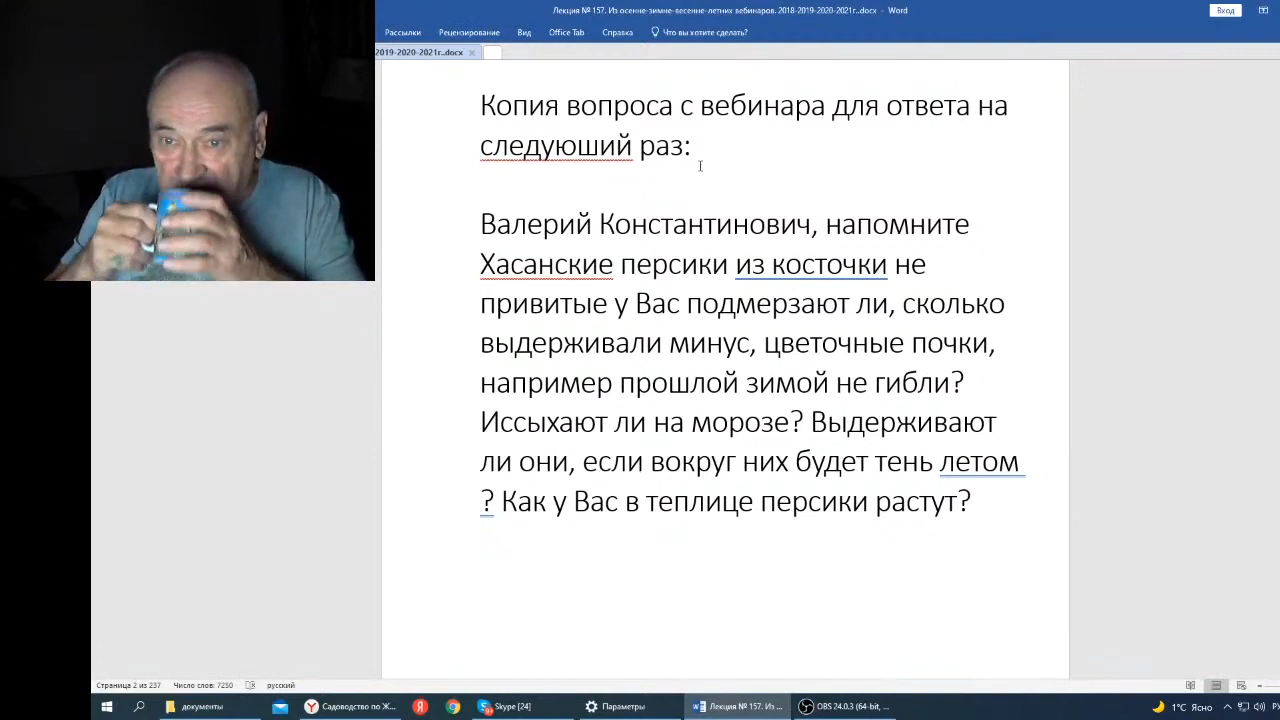 Лекция № 157. Из осенне-зимне-весенне-летних вебинаров. 2018-2019-2020-2021г..docx - Word
Вход
Рассылки Рецензирование Вид Office Tab Справка Что вы хотите сделать?
2019-2020-2021г..docx
Копия вопроса с вебинара для ответа на
следуюший раз:
Валерий Константинович, напомните
Хасанские персики из косточки не
привитые у Вас подмерзают ли, сколько
выдерживали минус, цветочные почки,
например прошлой зимой не гибли?
Иссыхают ли на морозе? Выдерживают
ли они, если вокруг них будет тень летом
? Как у Вас в теплице персики растут?
Страница 2 из 237 Число слов: 7250 русский
документы Садоводство по Ж... Skype [24] Параметры Лекция № 157. Из ... OBS 24.0.3 (64-bit, ... 1°C Ясно